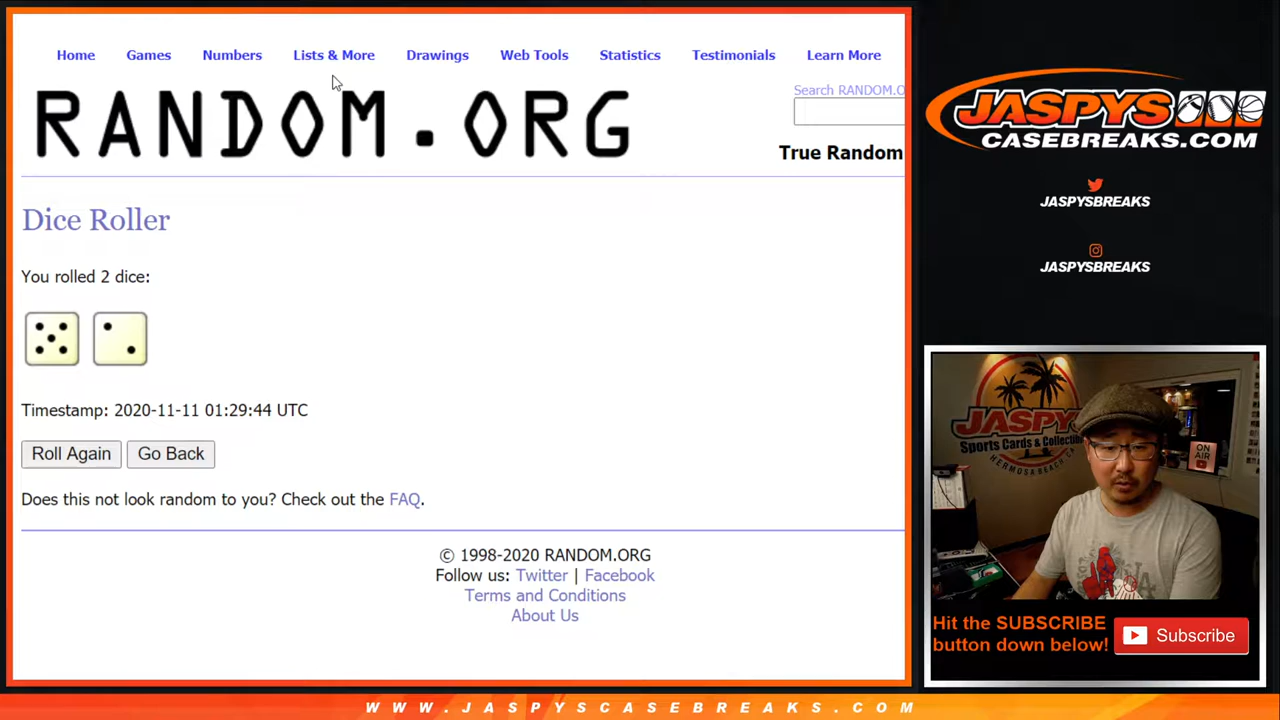 Home Games Numbers Lists & More Drawings Web Tools Statistics Testimonials Learn More
Search RANDOM.O
RANDOM.ORG
True Random
Dice Roller
You rolled 2 dice:
Timestamp: 2020-11-11 01:29:44 UTC
Roll Again Go Back
Does this not look random to you? Check out the FAQ.
© 1998-2020 RANDOM.ORG
Follow us: Twitter | Facebook
Terms and Conditions
About Us
JASPYS
CASEBREAKS.COM
JASPYSBREAKS
JASPYSBREAKS
JASPYS
Sports Cards & Collectib
HERMOSA BEACH CA
ON
AIR
Hit the SUBSCRIBE
button down below!
Subscribe
WWW.JASPYSCASEBREAKS.COM